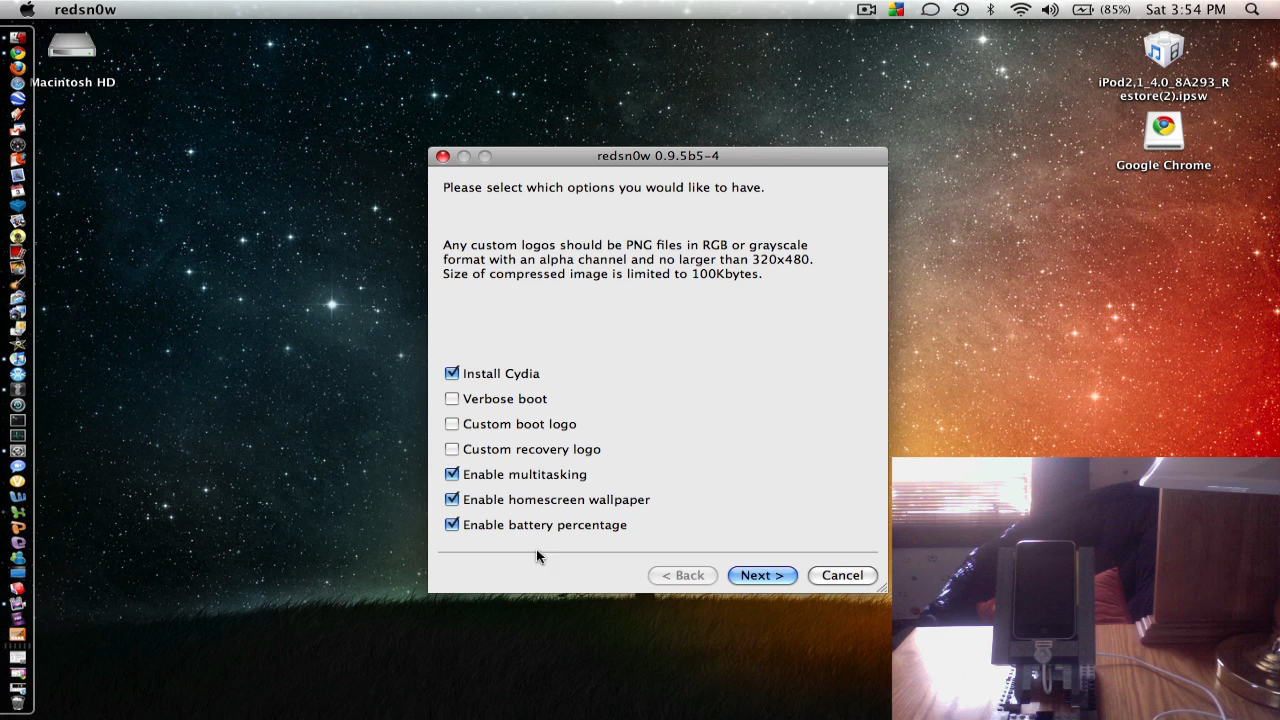 redsn0w
(85%)
Sat 3:54 PM
Macintosh HD
iPod2,1_4.0_8A293_R
estore(2).ipsw
Google Chrome
redsn0w 0.9.5b5-4
Please select which options you would like to have.
Any custom logos should be PNG files in RGB or grayscale
format with an alpha channel and no larger than 320x480.
Size of compressed image is limited to 100Kbytes.
Install Cydia
Verbose boot
Custom boot logo
Custom recovery logo
Enable multitasking
Enable homescreen wallpaper
Enable battery percentage
< Back
Next >
Cancel